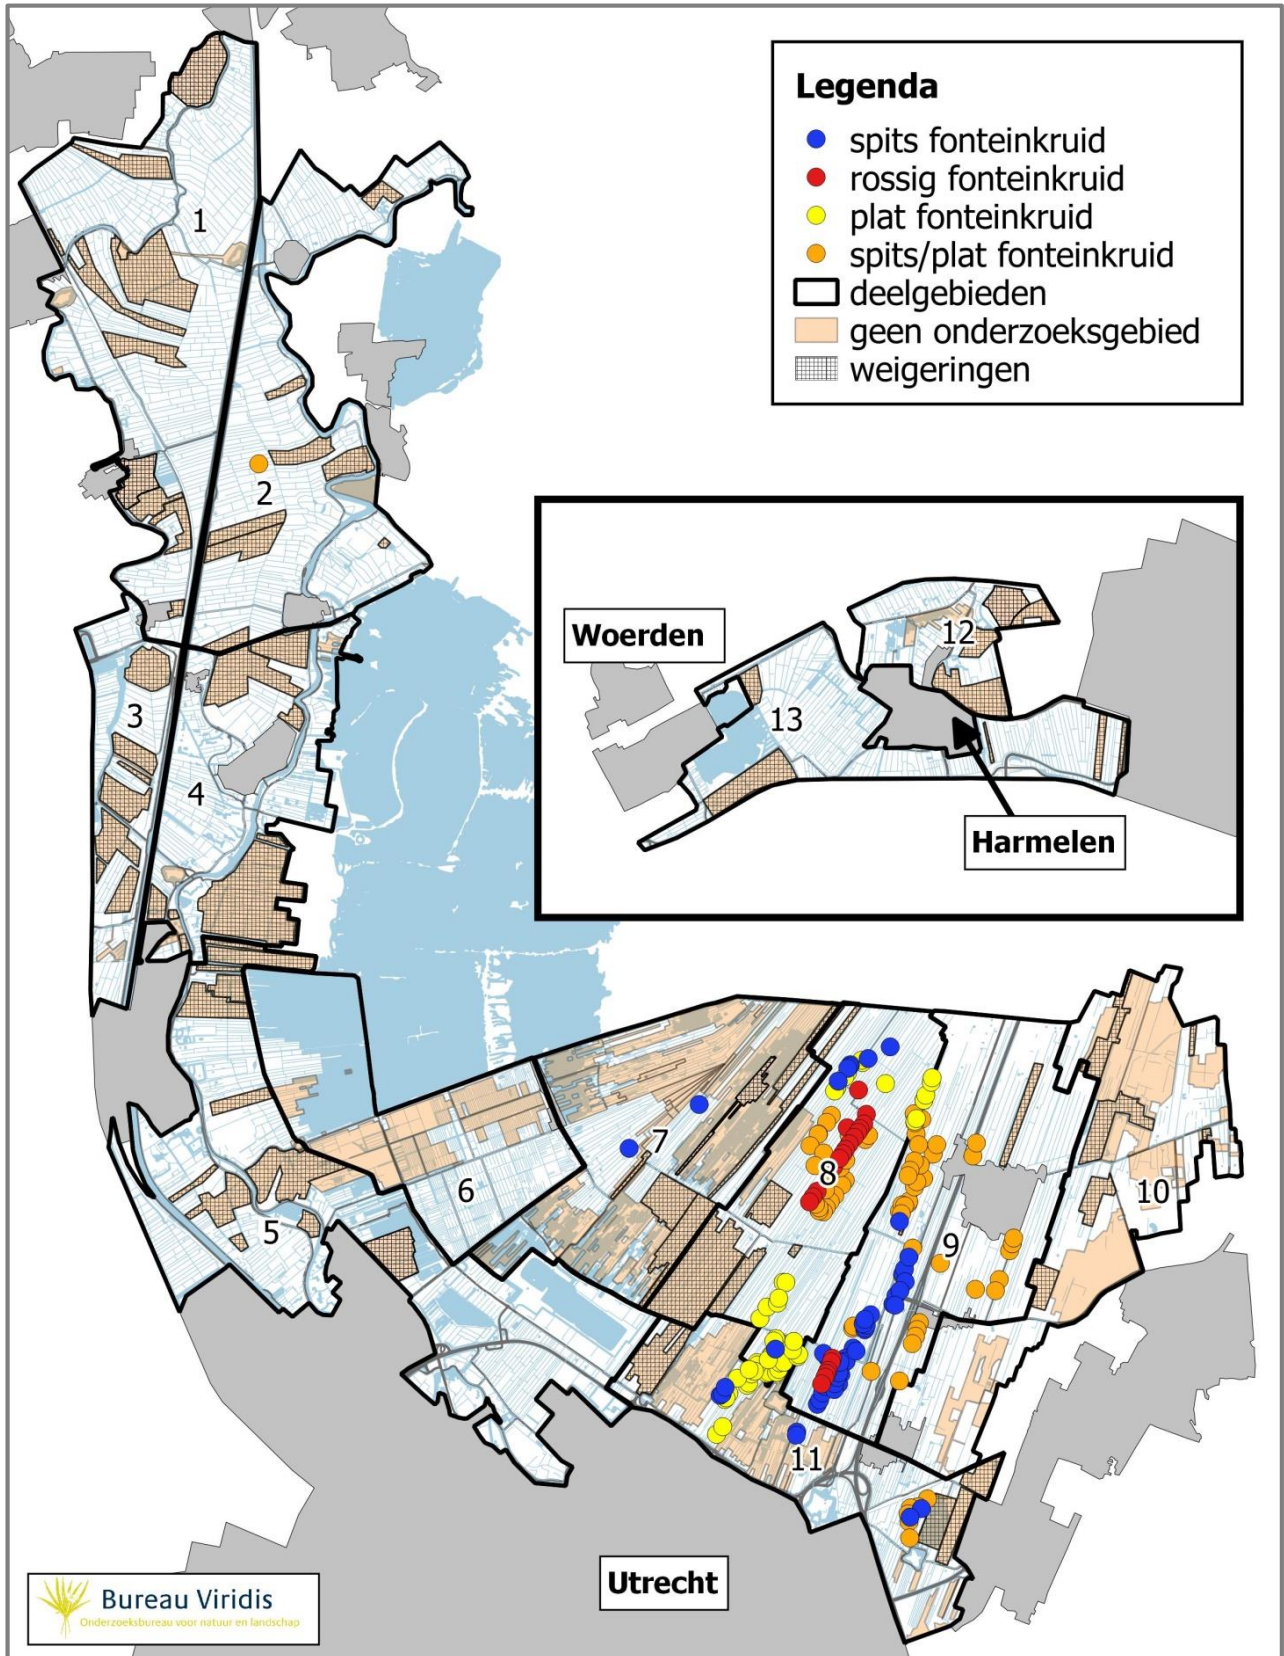 Legenda
spits fonteinkruid
rossig fonteinkruid
plat fonteinkruid
spits/plat fonteinkruid
deelgebieden
geen onderzoeksgebied
weigeringen
1
2
Woerden
12
13
Harmelen
3
4
7
8
6
10
5
9
11
Utrecht
Bureau Viridis
Onderzoeksbureau voor natuur en landschap